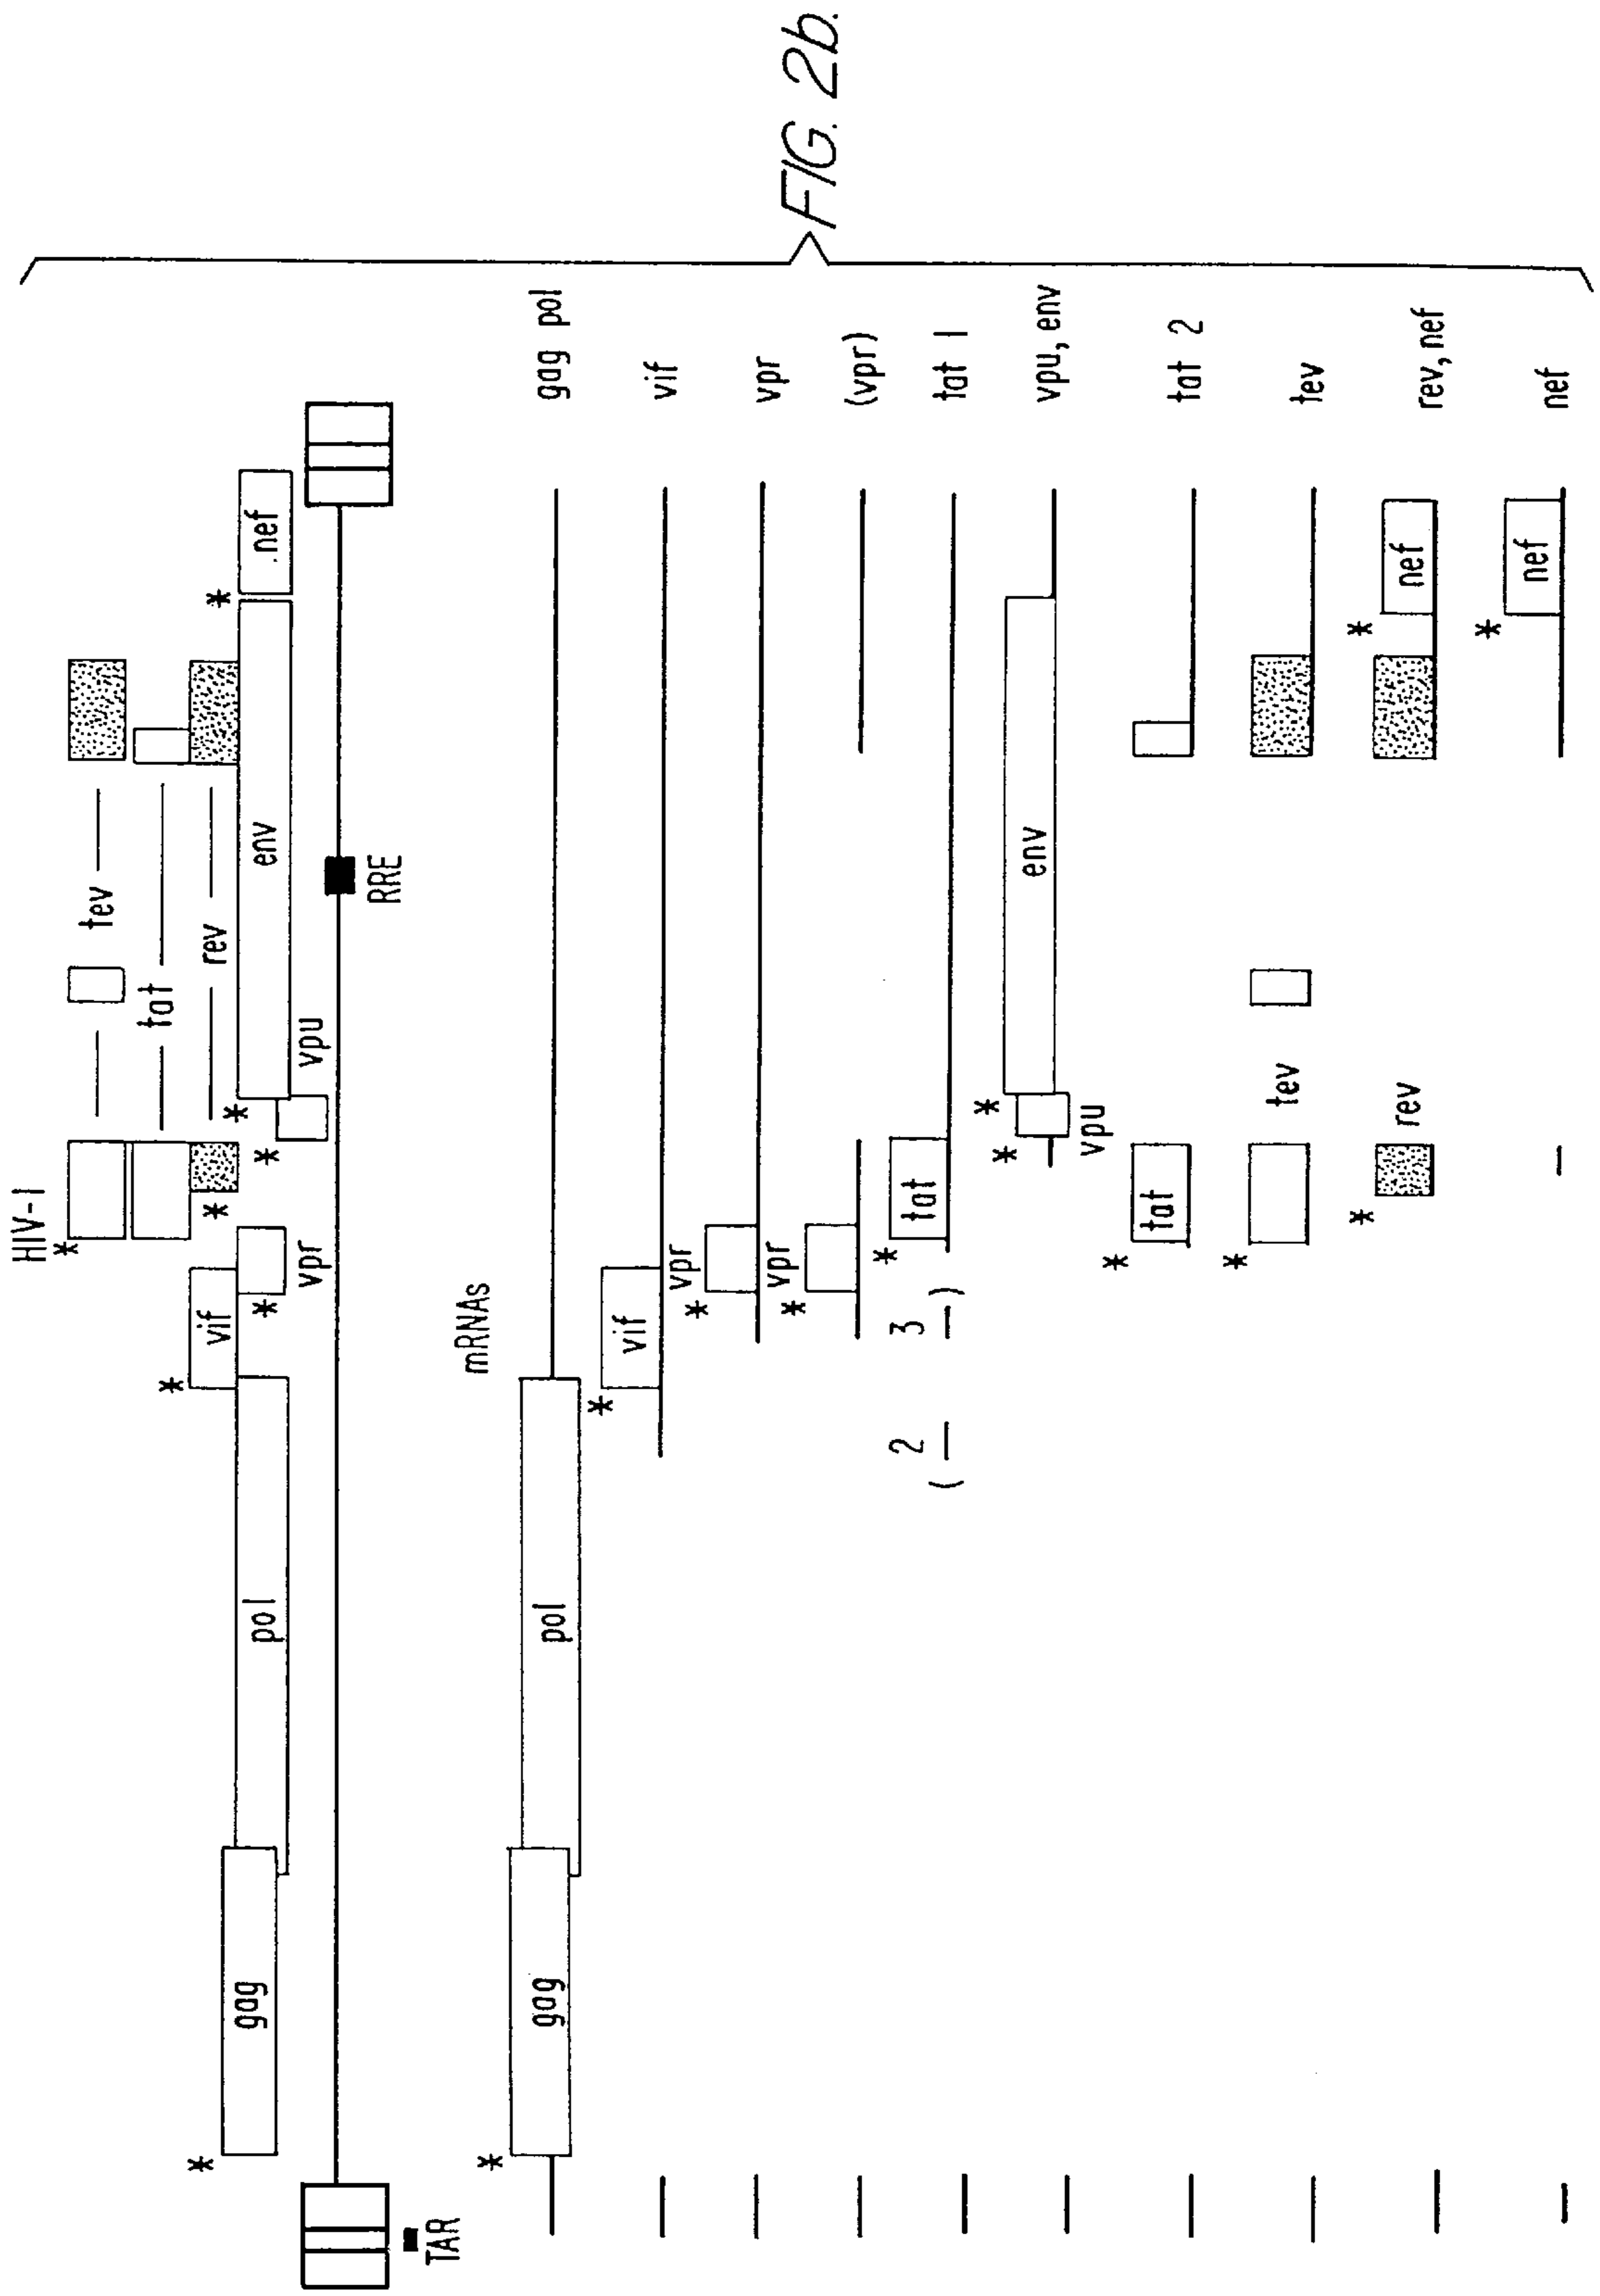 HIV-1
tev
tat
rev
vif
gag
pol
env
.nef
vpr
vpu
TAR
RRE
mRNAs
gag
pol
gag pol
vif
vif
vpr
vpr
vpr
(vpr)
( 2 3 )
tat
tat 1
env
vpu
vpu, env
tat
tat 2
tev
tev
rev
nef
rev, nef
nef
nef
FIG. 2b.